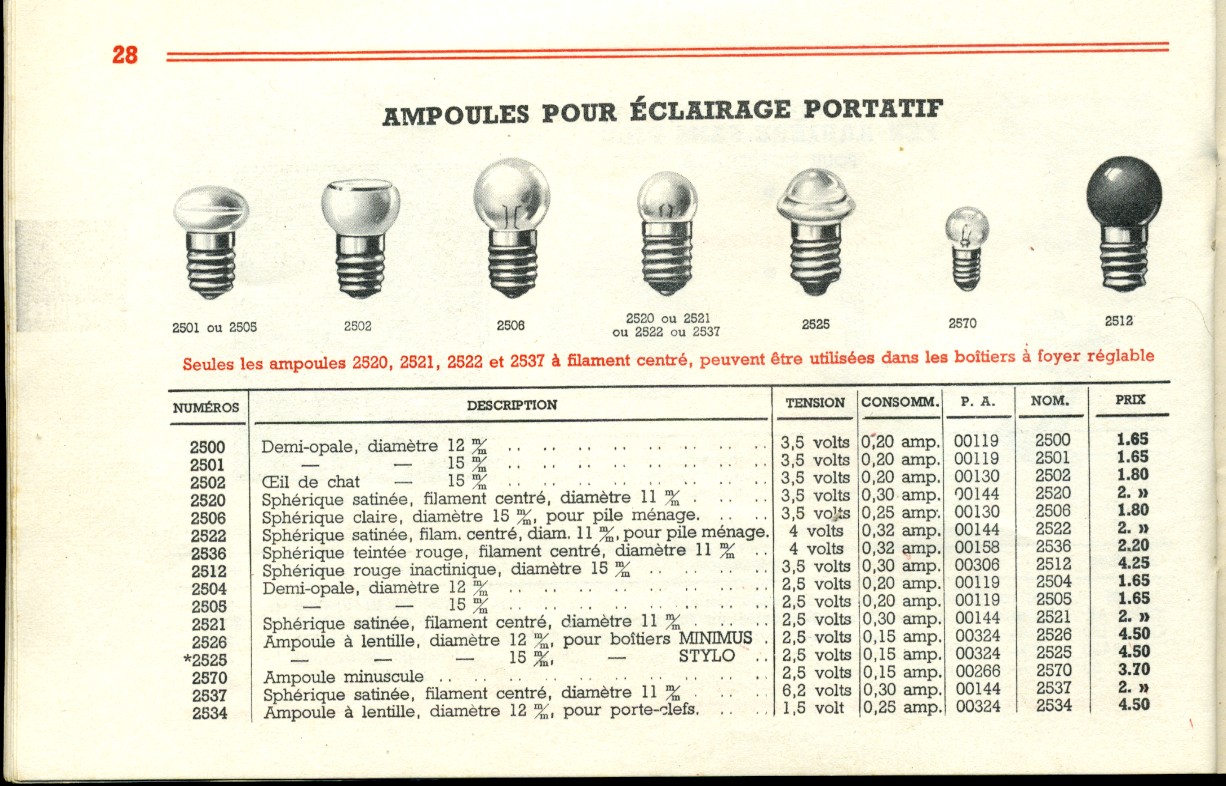 28
AMPOULES POUR ÉCLAIRAGE PORTATIF
2501 ou 2505
2502
2506
2520 ou 2521
ou 2522 ou 2537
2525
2570
2512
Seules les ampoules 2520, 2521, 2522 et 2537 à filament centré, peuvent être utilisées dans les boîtiers à foyer réglable
NUMÉROS DESCRIPTION TENSION CONSOMM. P. A. NOM. PRIX
2500 Demi-opale, diamètre 12 m/m .. .. .. .. .. .. .. 3,5 volts 0,20 amp. 00119 2500 1.65
2501 — — 15 m/m .. .. .. .. .. .. .. 3,5 volts 0,20 amp. 00119 2501 1.65
2502 Œil de chat — 15 m/m .. .. .. .. .. .. .. 3,5 volts 0,20 amp. 00130 2502 1.80
2520 Sphérique satinée, filament centré, diamètre 11 m/m . .. .. 3,5 volts 0,30 amp. 00144 2520 2. »
2506 Sphérique claire, diamètre 15 m/m, pour pile ménage. .. .. 3,5 volts 0,25 amp. 00130 2506 1.80
2522 Sphérique satinée, filam. centré, diam. 11 m/m, pour pile ménage. 4 volts 0,32 amp. 00144 2522 2. »
2536 Sphérique teintée rouge, filament centré, diamètre 11 m/m .. 4 volts 0,32 amp. 00158 2536 2.20
2512 Sphérique rouge inactinique, diamètre 15 m/m .. .. .. .. 3,5 volts 0,30 amp. 00306 2512 4.25
2504 Demi-opale, diamètre 12 m/m .. .. .. .. .. .. .. 2,5 volts 0,20 amp. 00119 2504 1.65
2505 — — 15 m/m .. .. .. .. .. .. .. 2,5 volts 0,20 amp. 00119 2505 1.65
2521 Sphérique satinée, filament centré, diamètre 11 m/m . .. .. 2,5 volts 0,30 amp. 00144 2521 2. »
2526 Ampoule à lentille, diamètre 12 m/m, pour boîtiers MINIMUS . 2,5 volts 0,15 amp. 00324 2526 4.50
*2525 — — — 15 m/m, — STYLO .. 2,5 volts 0,15 amp. 00324 2525 4.50
2570 Ampoule minuscule .. .. .. .. .. .. .. .. .. 2,5 volts 0,15 amp. 00266 2570 3.70
2537 Sphérique satinée, filament centré, diamètre 11 m/m . .. .. 6,2 volts 0,30 amp. 00144 2537 2. »
2534 Ampoule à lentille, diamètre 12 m/m, pour porte-clefs. .. .. 1,5 volt 0,25 amp. 00324 2534 4.50